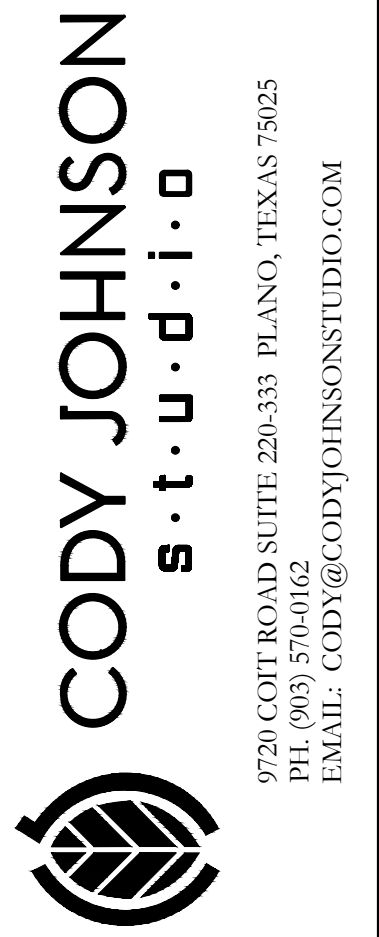 CODY JOHNSON
s·t·u·d·i·o
9720 COIT ROAD SUITE 220-333 PLANO, TEXAS 75025
PH. (903) 570-0162
EMAIL: CODY@CODYJOHNSONSTUDIO.COM